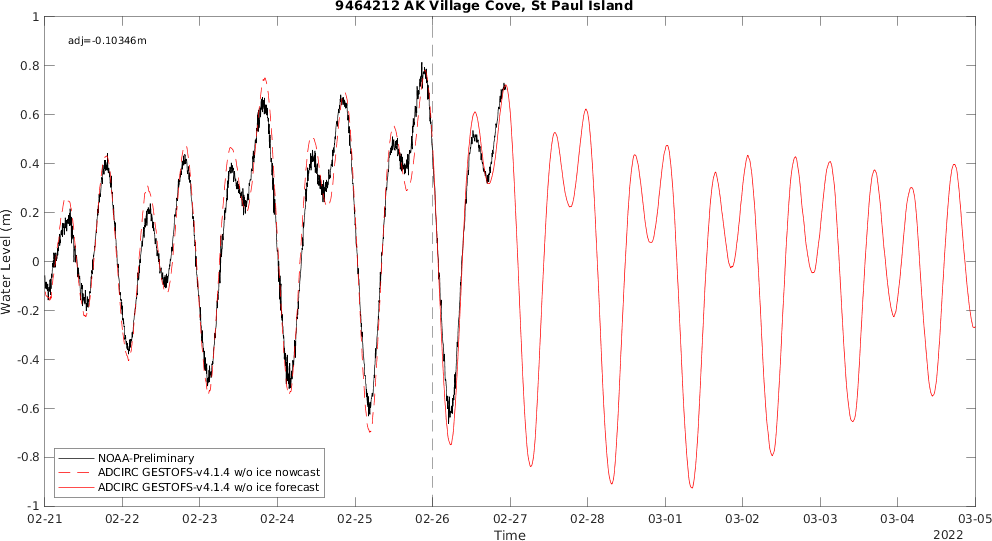 9464212 AK Village Cove, St Paul Island
adj=-0.10346m
1
0.8
0.6
0.4
0.2
0
-0.2
-0.4
-0.6
-0.8
-1
Water Level (m)
NOAA-Preliminary
ADCIRC GESTOFS-v4.1.4 w/o ice nowcast
ADCIRC GESTOFS-v4.1.4 w/o ice forecast
02-21 02-22 02-23 02-24 02-25 02-26 02-27 02-28 03-01 03-02 03-03 03-04 03-05
Time
2022